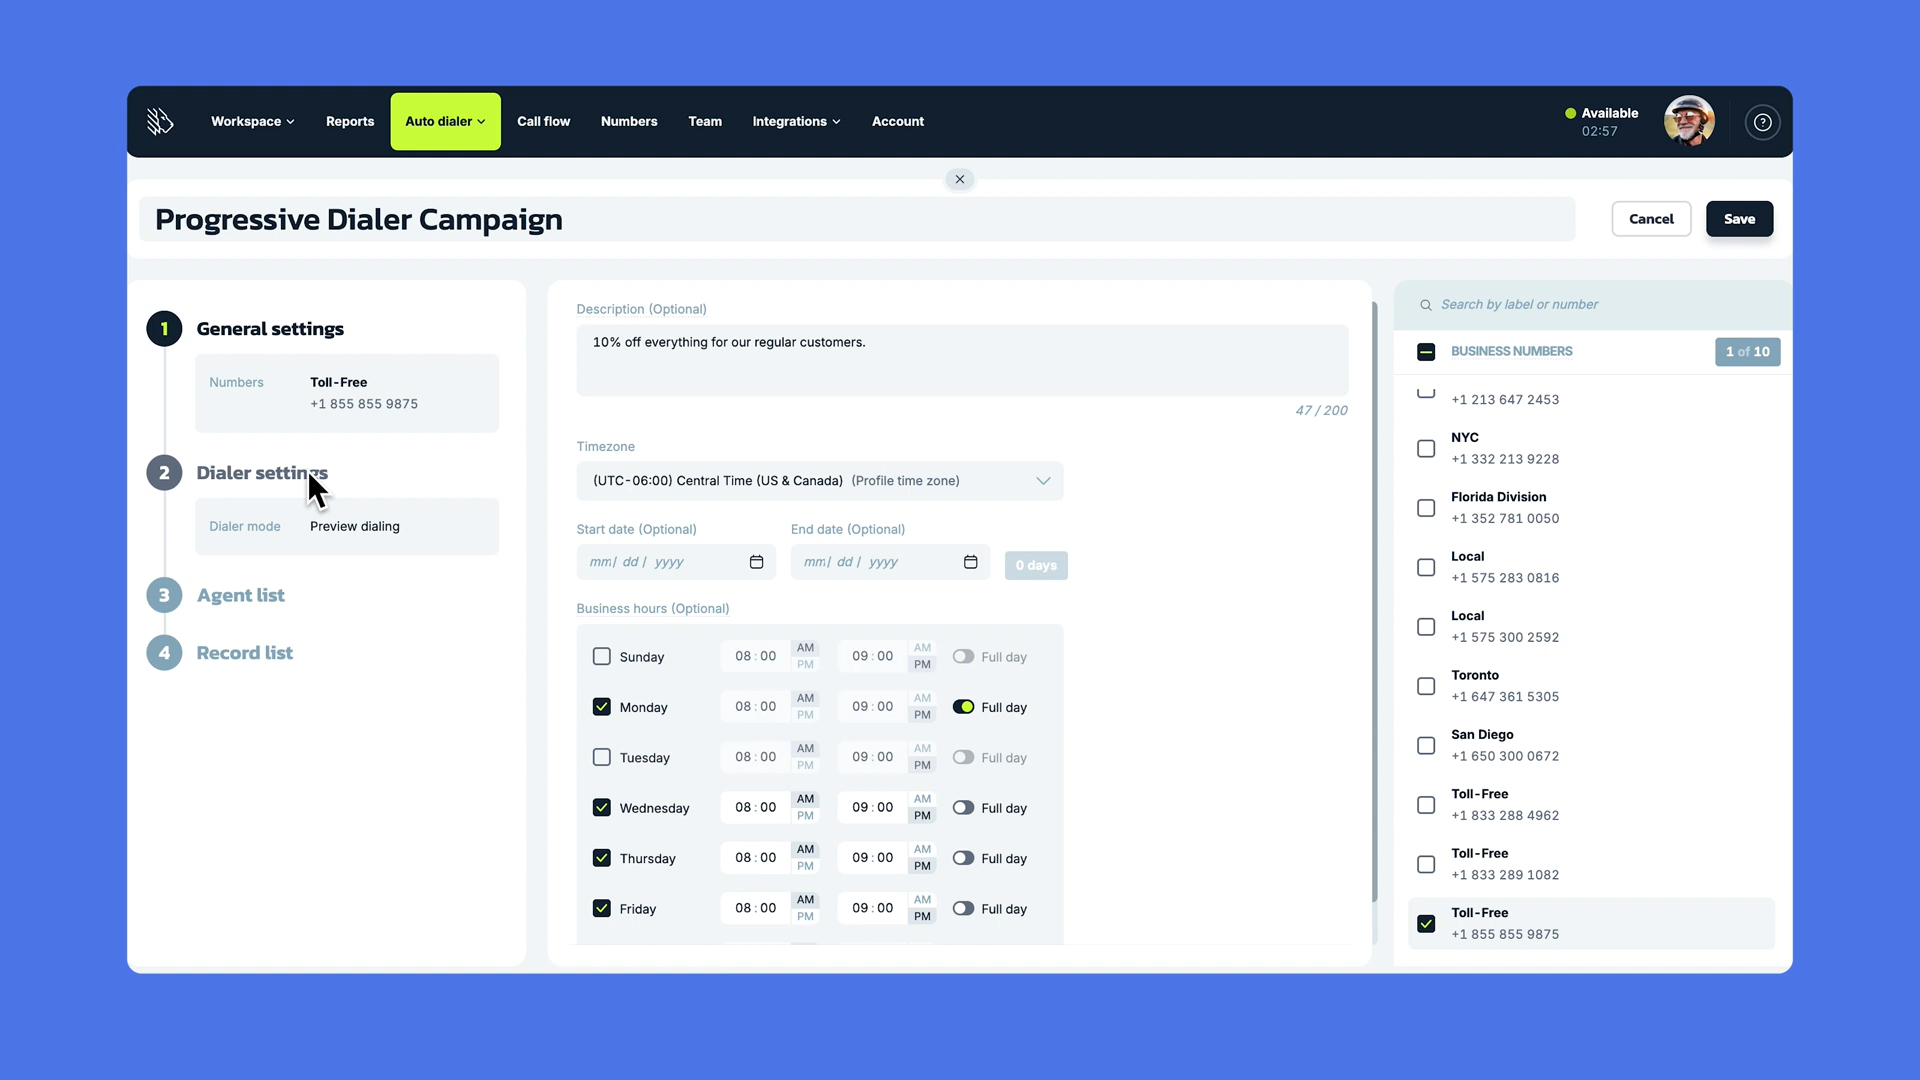 Workspace
Reports
Auto dialer
Call flow
Numbers
Team
Integrations
Account
Available
02:57
Progressive Dialer Campaign
Cancel
Save
1 General settings
Numbers Toll-Free
+1 855 855 9875
2 Dialer settings
Dialer mode Preview dialing
3 Agent list
4 Record list
Description (Optional)
10% off everything for our regular customers.
47 / 200
Timezone
(UTC-06:00) Central Time (US & Canada) (Profile time zone)
Start date (Optional) End date (Optional)
mm/ dd / yyyy mm/ dd / yyyy 0 days
Business hours (Optional)
Sunday 08:00 AM PM 09:00 AM PM Full day
Monday 08:00 AM PM 09:00 AM PM Full day
Tuesday 08:00 AM PM 09:00 AM PM Full day
Wednesday 08:00 AM PM 09:00 AM PM Full day
Thursday 08:00 AM PM 09:00 AM PM Full day
Friday 08:00 AM PM 09:00 AM PM Full day
Search by label or number
BUSINESS NUMBERS 1 of 10
+1 213 647 2453
NYC
+1 332 213 9228
Florida Division
+1 352 781 0050
Local
+1 575 283 0816
Local
+1 575 300 2592
Toronto
+1 647 361 5305
San Diego
+1 650 300 0672
Toll-Free
+1 833 288 4962
Toll-Free
+1 833 289 1082
Toll-Free
+1 855 855 9875